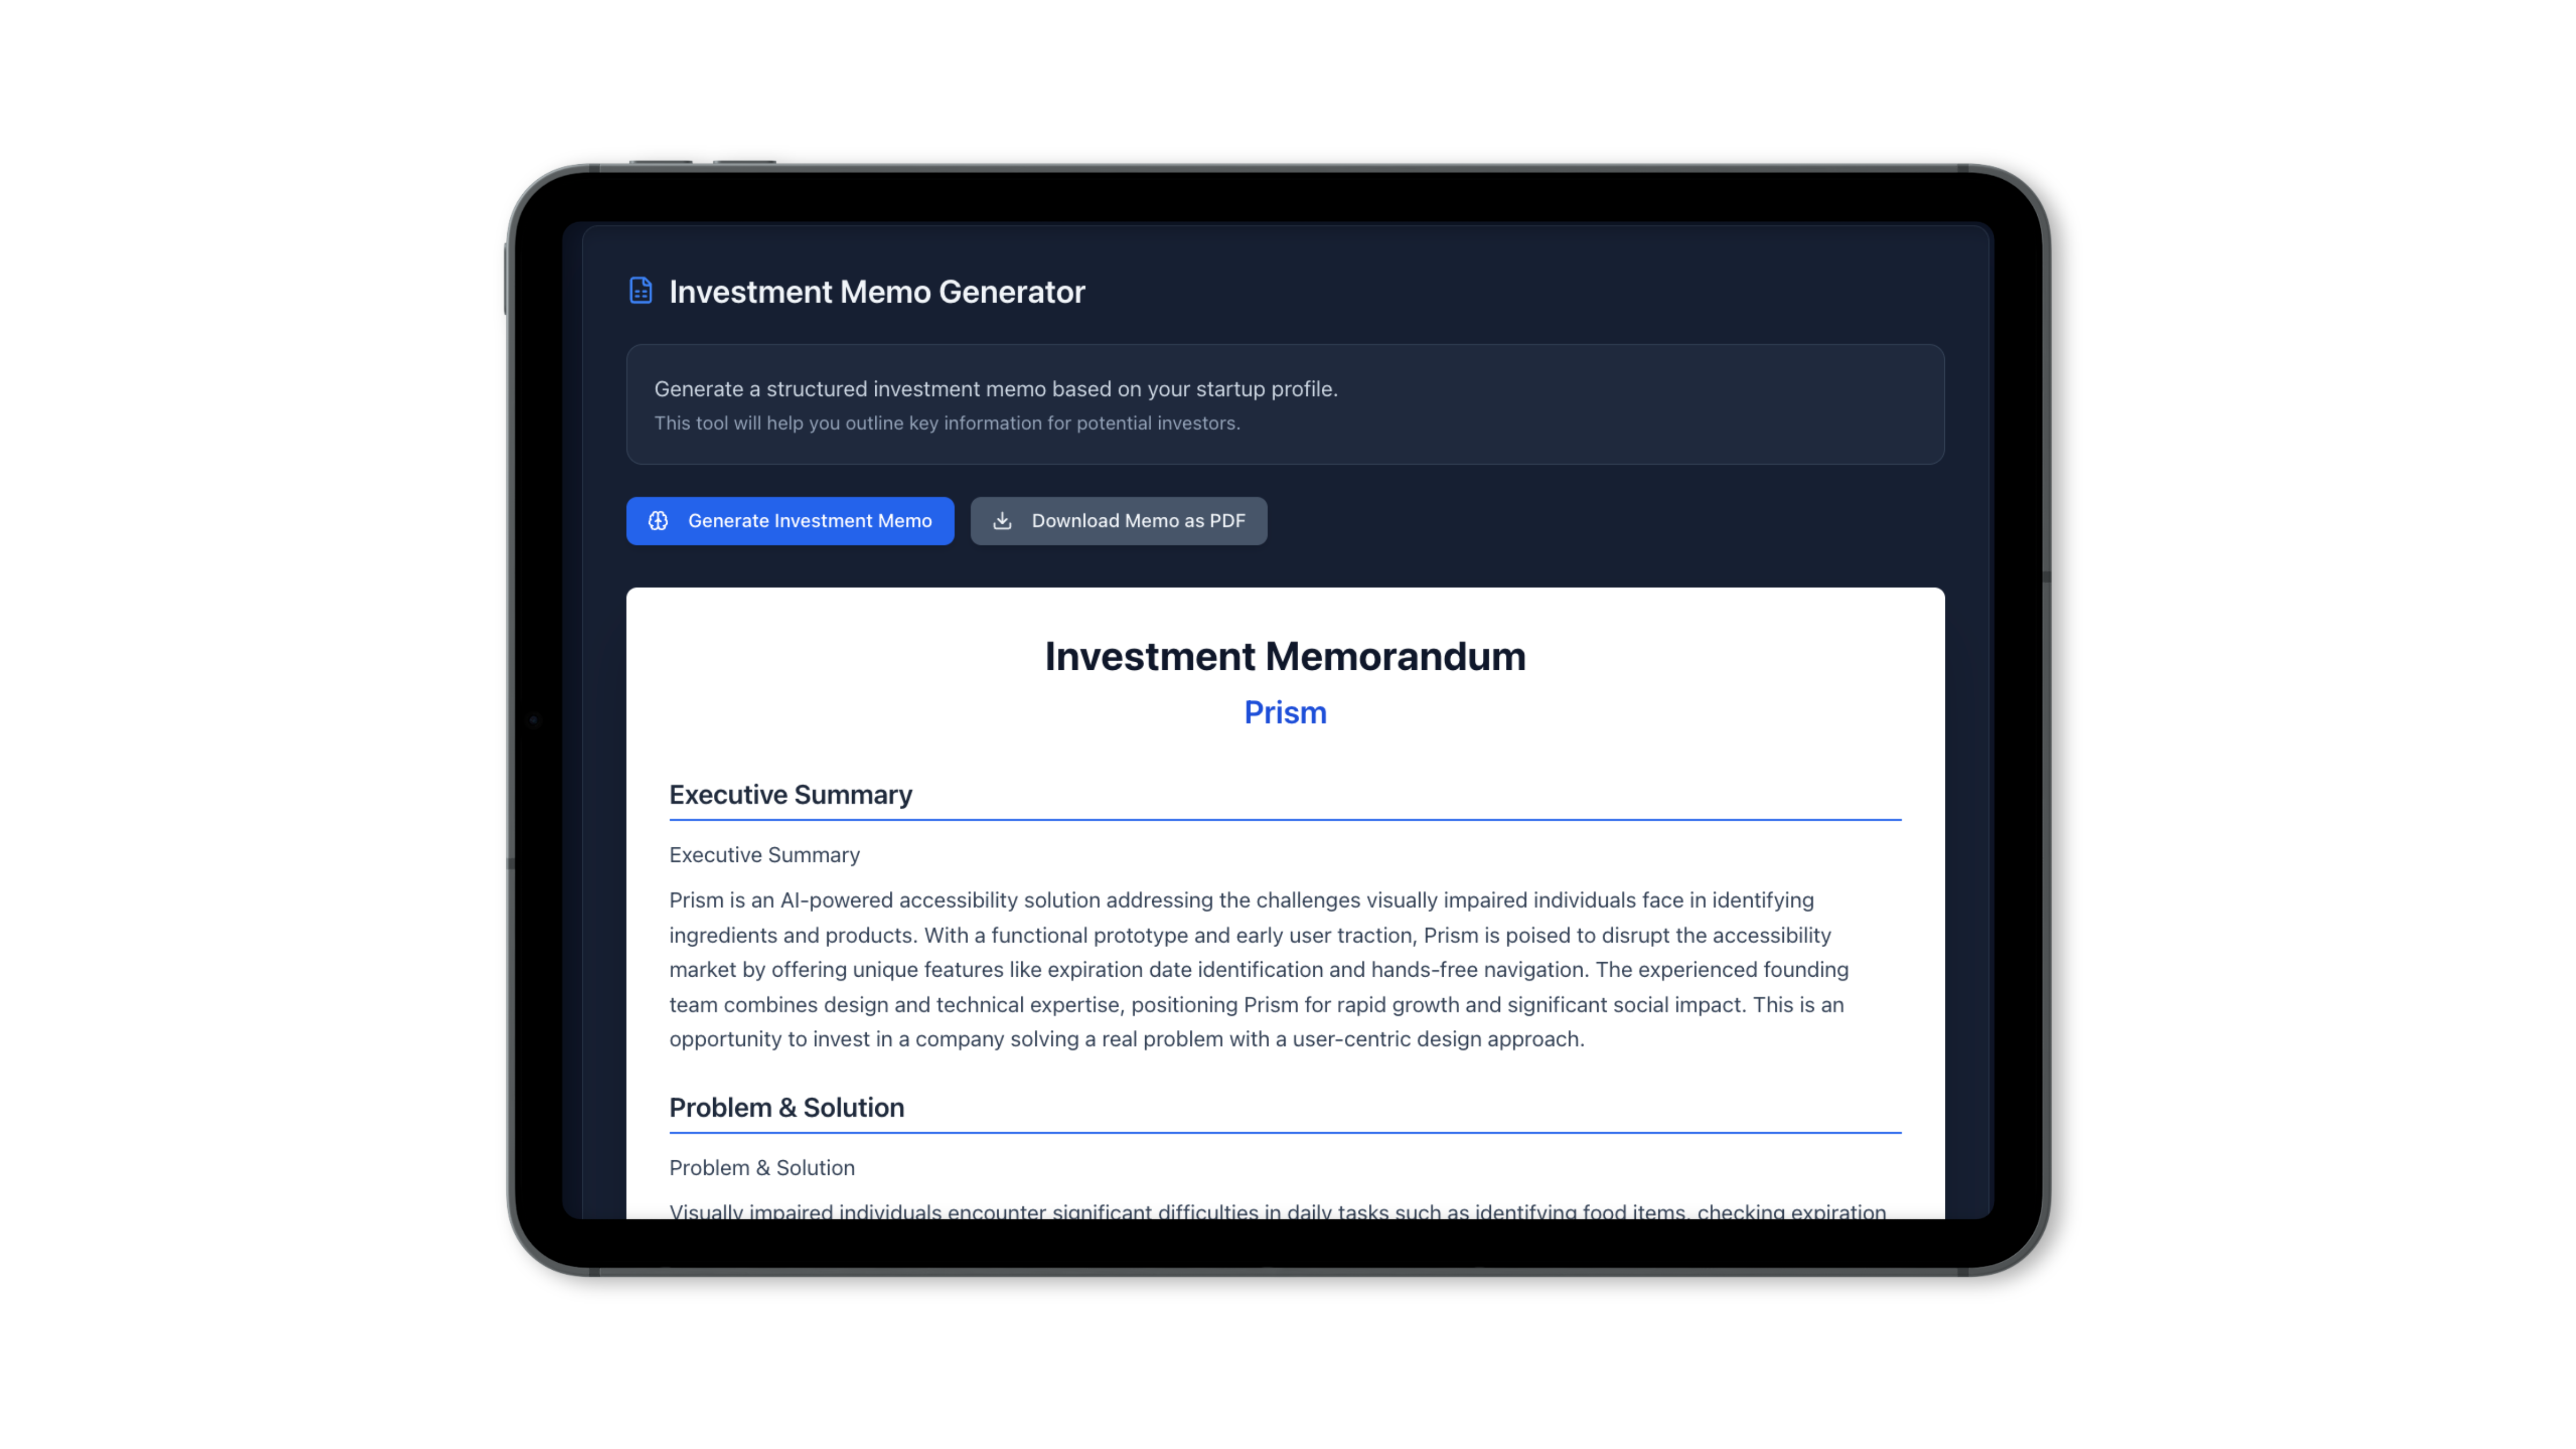 Investment Memo Generator
Generate a structured investment memo based on your startup profile.
This tool will help you outline key information for potential investors.
Generate Investment Memo
Download Memo as PDF
Investment Memorandum
Prism
Executive Summary
Executive Summary
Prism is an AI-powered accessibility solution addressing the challenges visually impaired individuals face in identifying
ingredients and products. With a functional prototype and early user traction, Prism is poised to disrupt the accessibility
market by offering unique features like expiration date identification and hands-free navigation. The experienced founding
team combines design and technical expertise, positioning Prism for rapid growth and significant social impact. This is an
opportunity to invest in a company solving a real problem with a user-centric design approach.
Problem & Solution
Problem & Solution
Visually impaired individuals encounter significant difficulties in daily tasks such as identifying food items, checking expiration